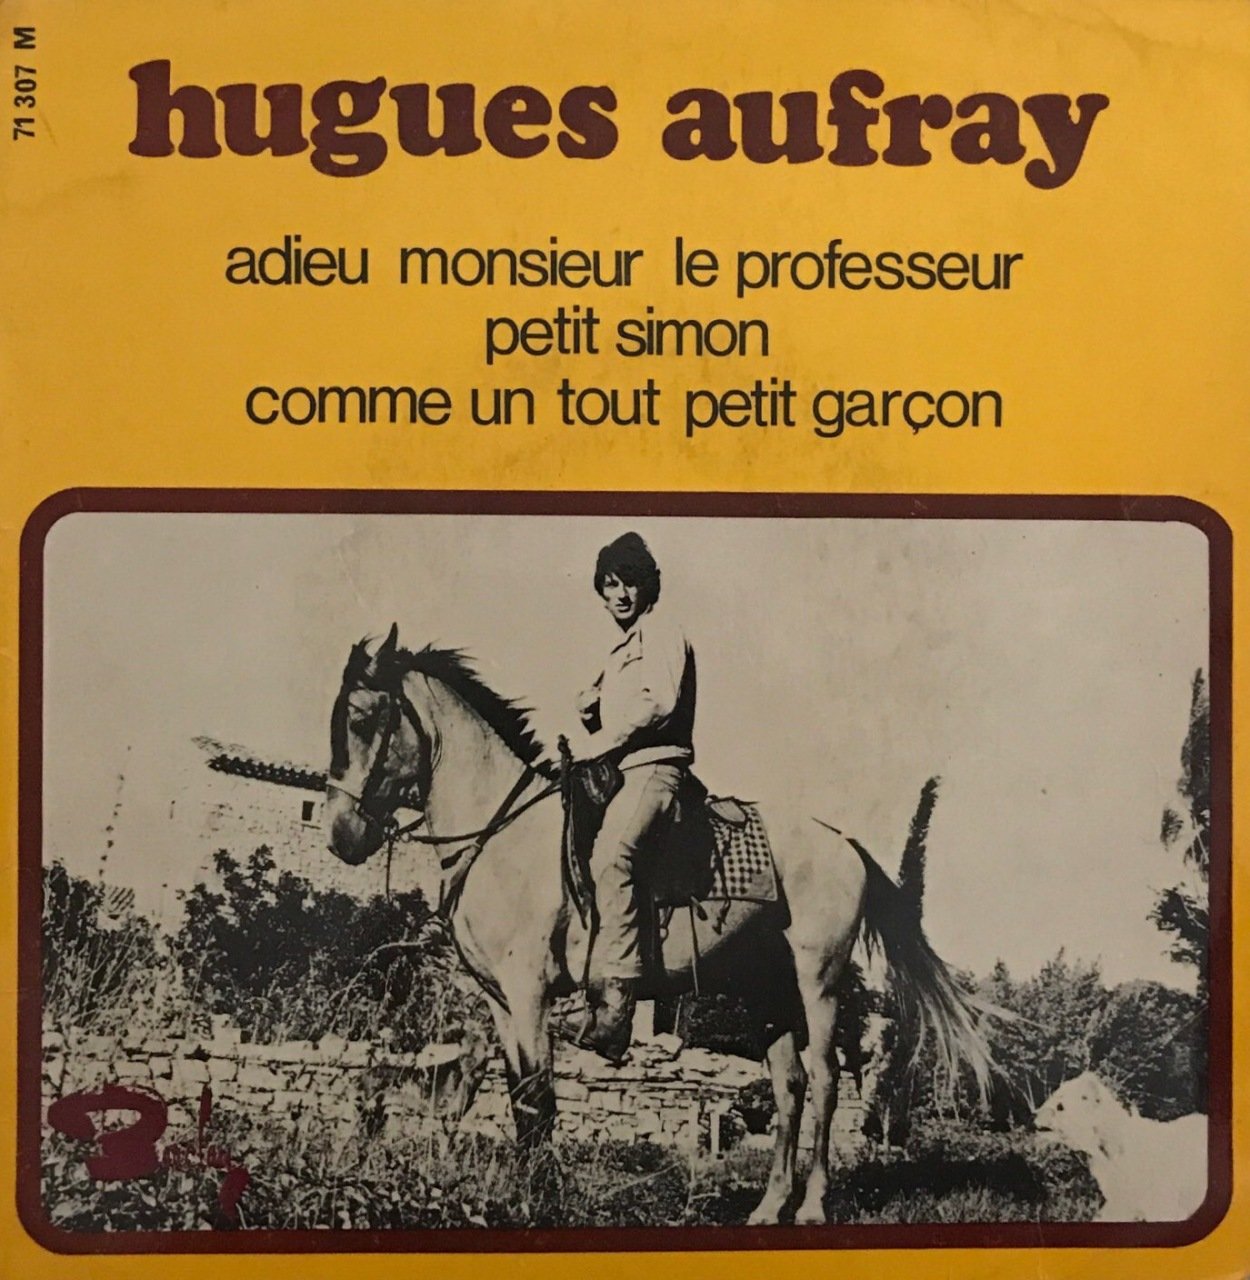 71 307 M
hugues aufray
adieu monsieur le professeur
petit simon
comme un tout petit garçon
Barclay